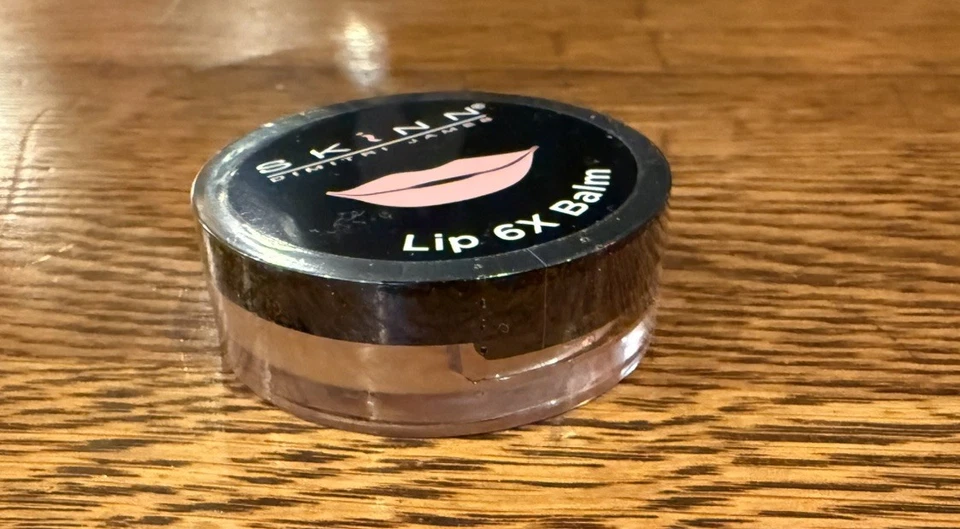 SKiNN®
DIMITRI JAMES
Lip 6X Balm